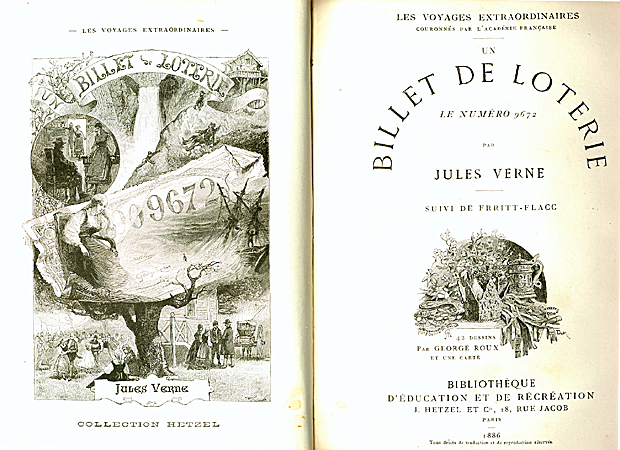 — LES VOYAGES EXTRAORDINAIRES —
UN
BILLET DE LOTERIE
No 9672
JULES VERNE
COLLECTION HETZEL
LES VOYAGES EXTRAORDINAIRES
COURONNÉS PAR L'ACADÉMIE FRANÇAISE
UN
BILLET DE LOTERIE
LE NUMÉRO 9672
PAR
JULES VERNE
SUIVI DE FRRITT-FLACC
42 DESSINS
PAR GEORGE ROUX
ET UNE CARTE
BIBLIOTHÈQUE
D'ÉDUCATION ET DE RÉCRÉATION
J. HETZEL ET Cie, 18, RUE JACOB
PARIS
1886
Tous droits de traduction et de reproduction réservés.